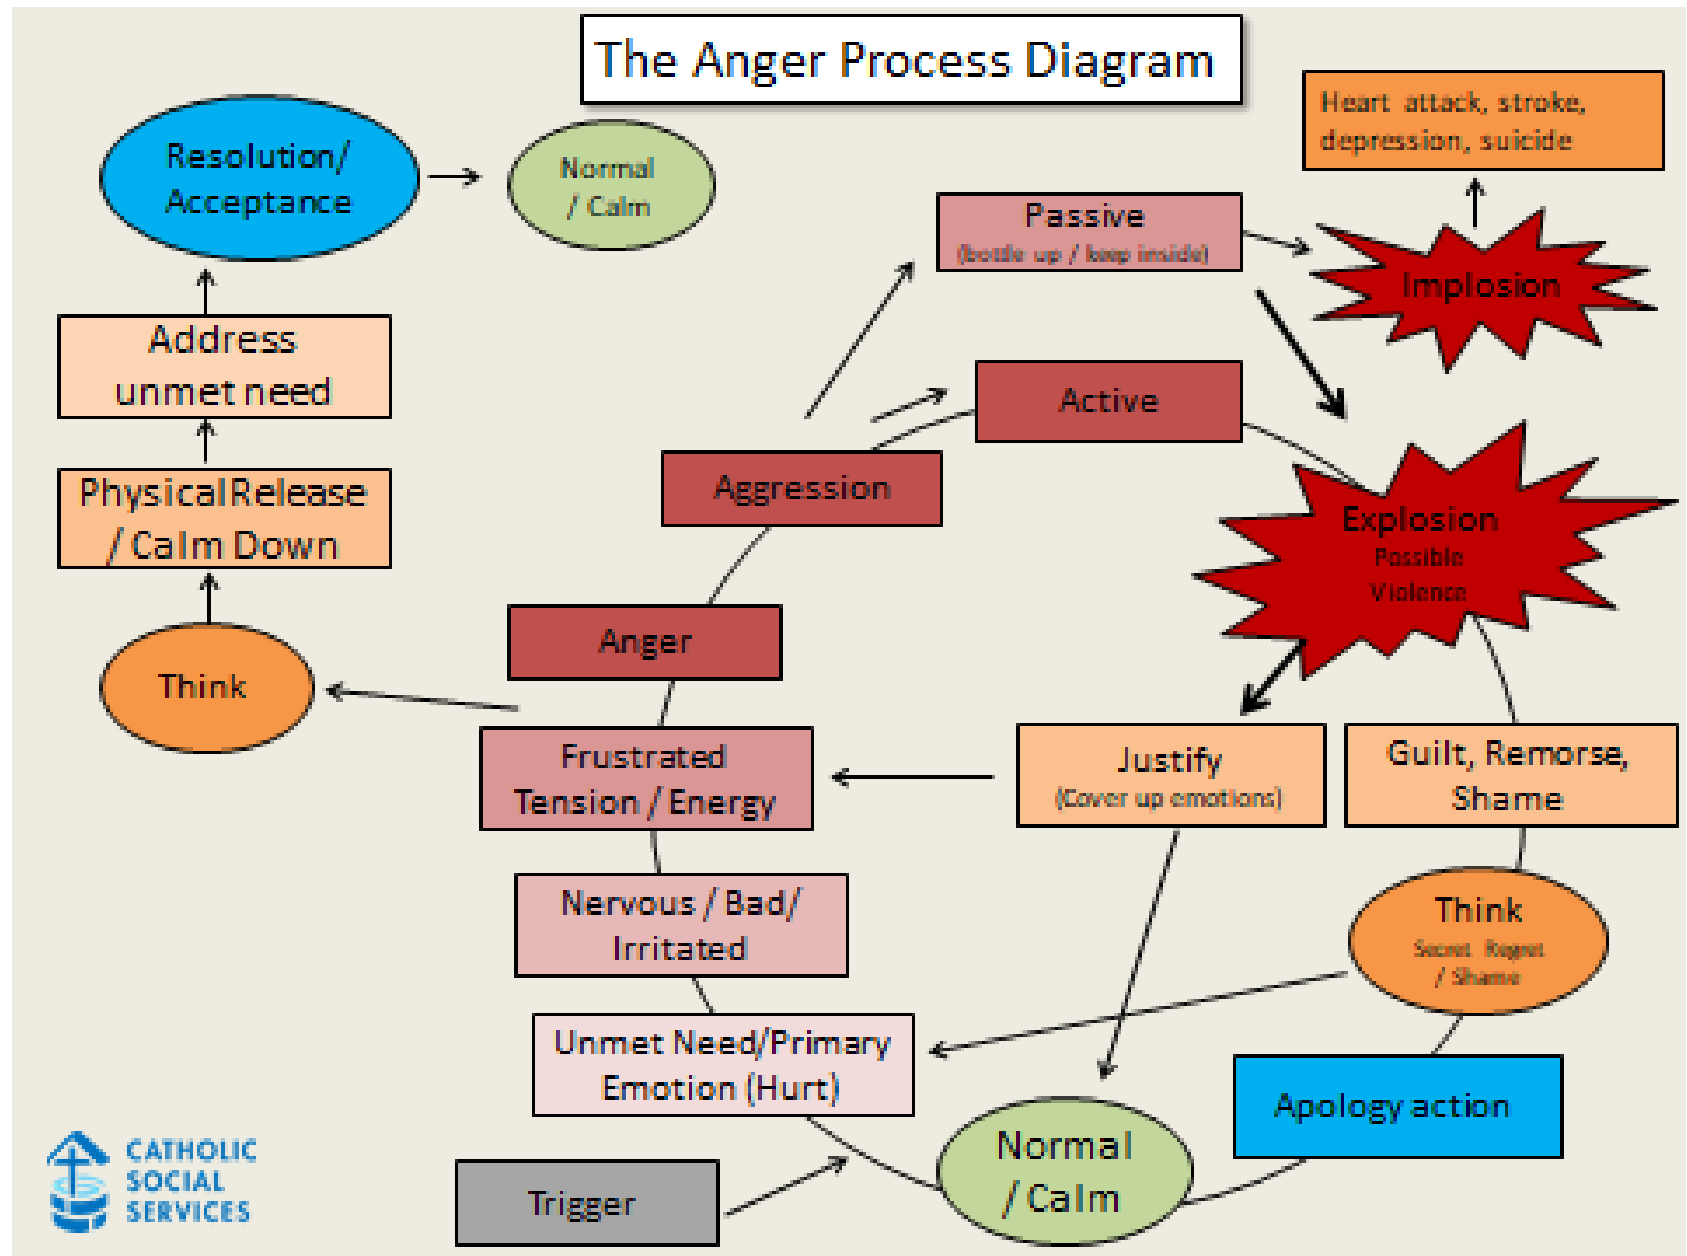 The Anger Process Diagram
Heart attack, stroke,
depression, suicide
Resolution/
Acceptance
Normal
/ Calm
Passive
(bottle up / keep inside)
Implosion
Address
unmet need
Active
Aggression
Physical Release
/ Calm Down
Explosion
Possible
Violence
Anger
Think
Frustrated
Tension / Energy
Justify
(Cover up emotions)
Guilt, Remorse,
Shame
Nervous / Bad/
Irritated
Think
Secret Regret
/ Shame
Unmet Need/Primary
Emotion (Hurt)
Apology action
Normal
/ Calm
Trigger
CATHOLIC
SOCIAL
SERVICES